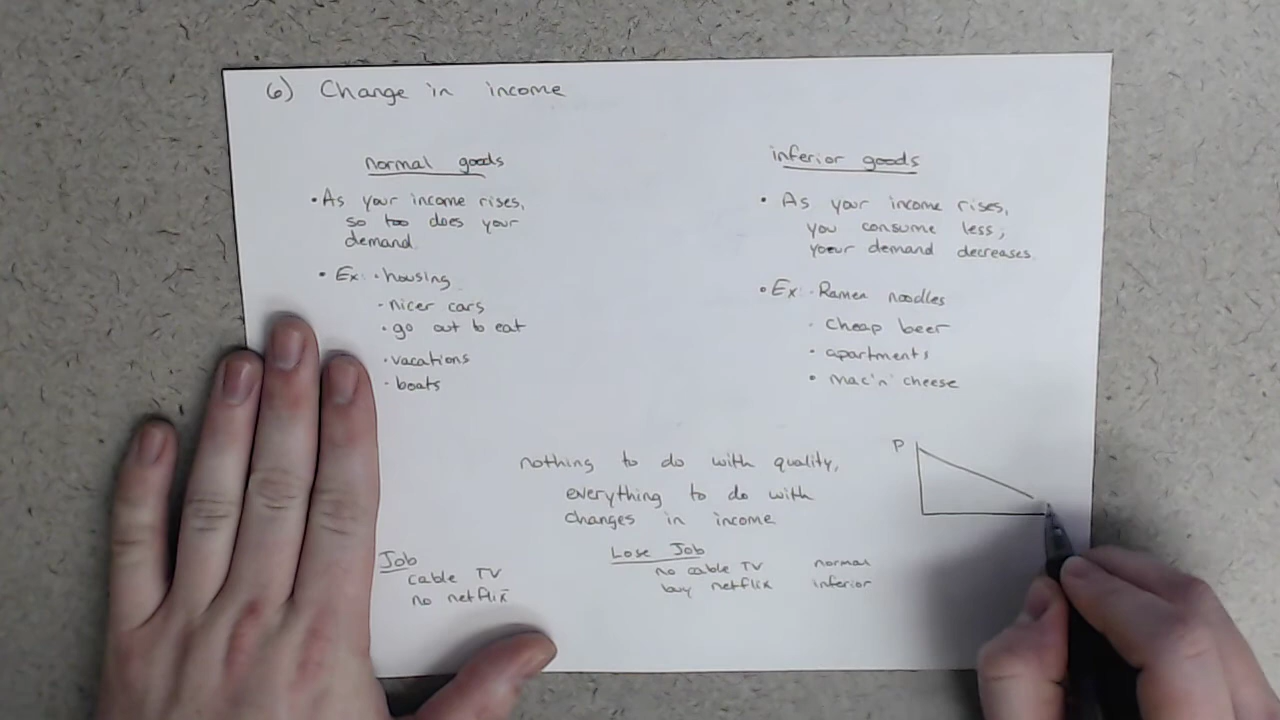 6) Change in income
normal goods
• As your income rises,
so too does your
demand.
• Ex: • housing
• nicer cars
• go out to eat
• vacations
• boats
inferior goods
• As your income rises,
you consume less;
your demand decreases.
• Ex: • Ramen noodles
• cheap beer
• apartments
• mac'n' cheese
nothing to do with quality,
everything to do with
changes in income
P
Job
cable TV
no netflix
Lose Job
no cable TV normal
buy netflix inferior